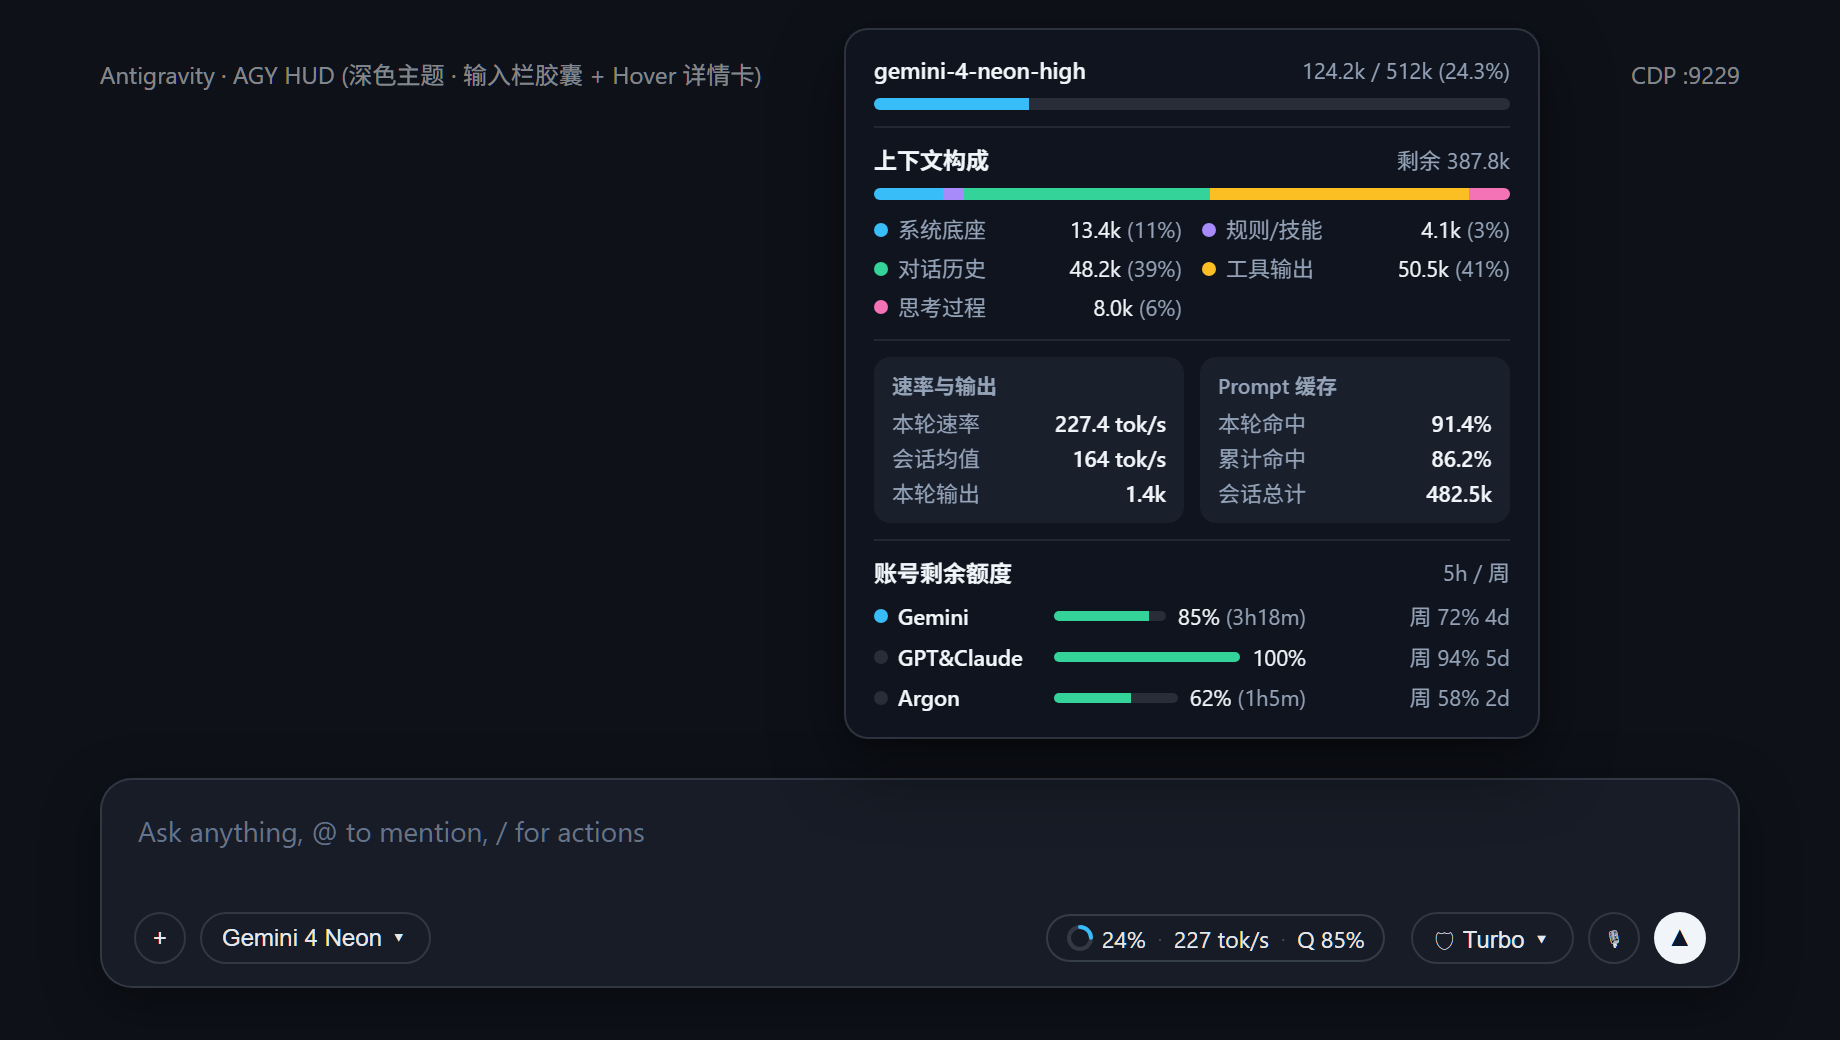 Antigravity · AGY HUD (深色主题 · 输入栏胶囊 + Hover 详情卡)
CDP :9229
gemini-4-neon-high 124.2k / 512k (24.3%)
上下文构成 剩余 387.8k
系统底座 13.4k (11%) 规则/技能 4.1k (3%)
对话历史 48.2k (39%) 工具输出 50.5k (41%)
思考过程 8.0k (6%)
速率与输出
本轮速率 227.4 tok/s
会话均值 164 tok/s
本轮输出 1.4k
Prompt 缓存
本轮命中 91.4%
累计命中 86.2%
会话总计 482.5k
账号剩余额度 5h / 周
Gemini 85% (3h18m) 周 72% 4d
GPT&Claude 100% 周 94% 5d
Argon 62% (1h5m) 周 58% 2d
Ask anything, @ to mention, / for actions
+ Gemini 4 Neon ▼ 24% · 227 tok/s · Q 85% Turbo ▼